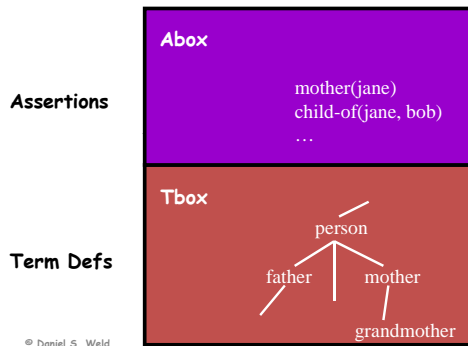 Abox
Assertions
mother(jane)
child-of(jane, bob)
…
Tbox
Term Defs
person
father mother
grandmother
© Daniel S. Weld